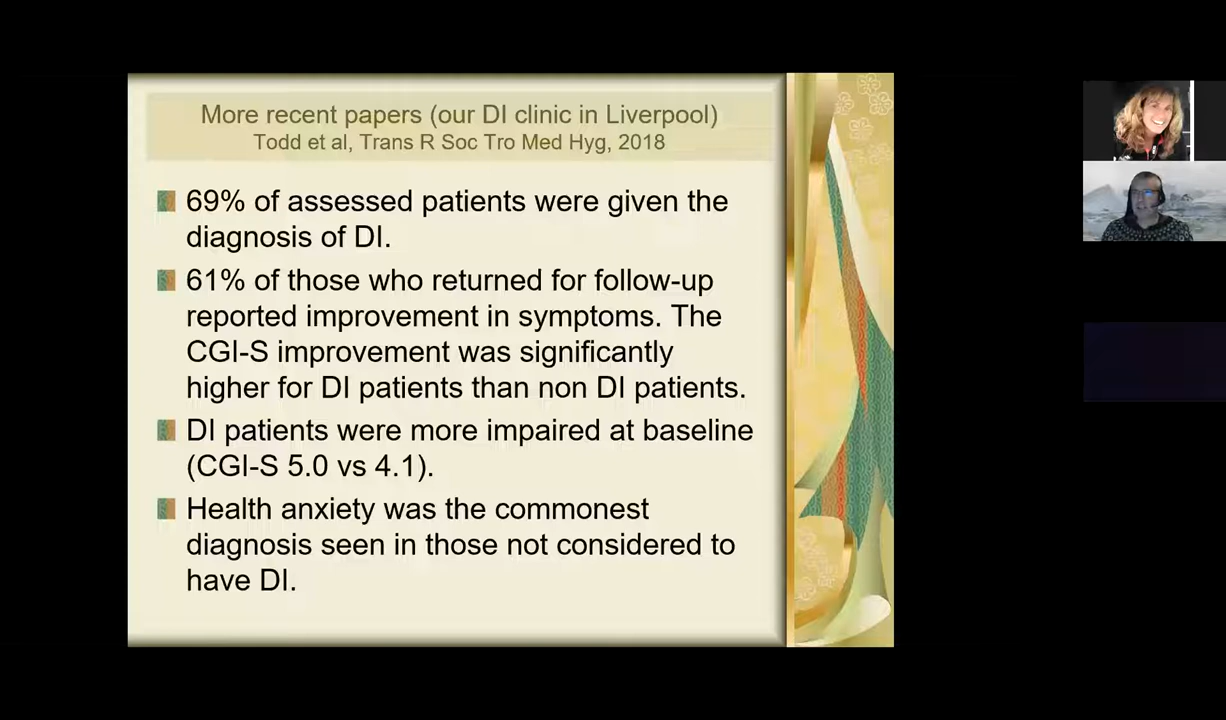 More recent papers (our DI clinic in Liverpool)
Todd et al, Trans R Soc Tro Med Hyg, 2018
69% of assessed patients were given the
diagnosis of DI.
61% of those who returned for follow-up
reported improvement in symptoms. The
CGI-S improvement was significantly
higher for DI patients than non DI patients.
DI patients were more impaired at baseline
(CGI-S 5.0 vs 4.1).
Health anxiety was the commonest
diagnosis seen in those not considered to
have DI.